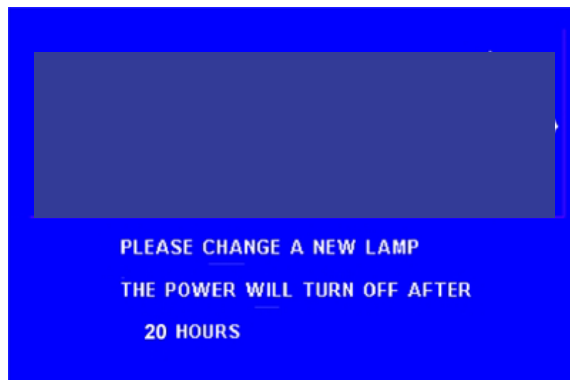 PLEASE CHANGE A NEW LAMP
THE POWER WILL TURN OFF AFTER
20 HOURS